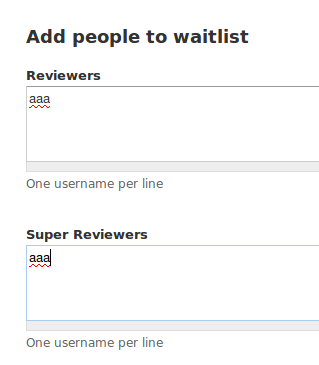 Add people to waitlist
Reviewers
aaa
One username per line
Super Reviewers
aaa
One username per line